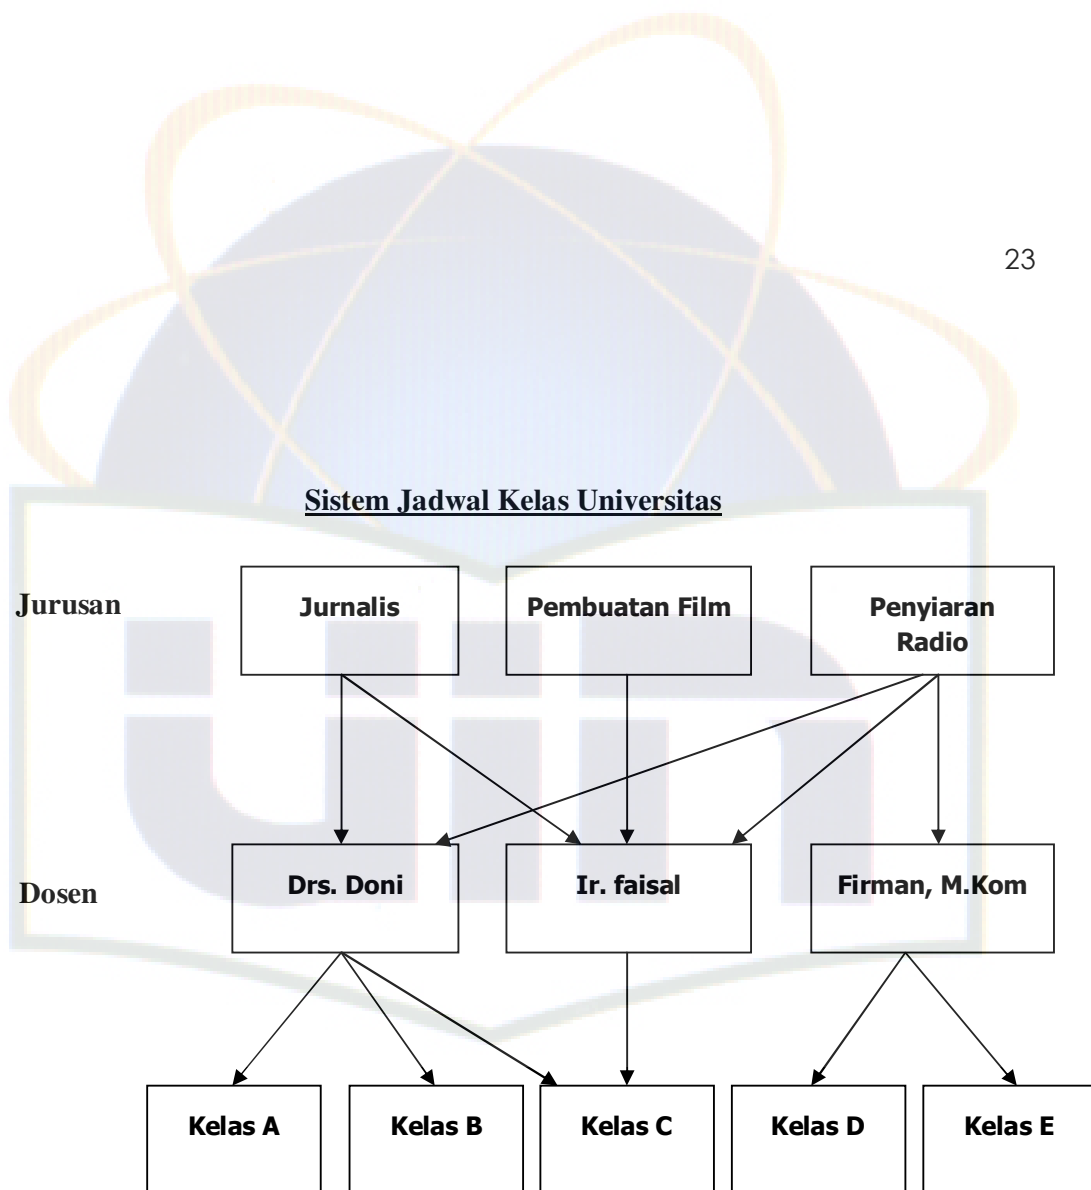 23
Sistem Jadwal Kelas Universitas
Jurusan
Jurnalis
Pembuatan Film
Penyiaran
Radio
Dosen
Drs. Doni
Ir. faisal
Firman, M.Kom
Kelas A
Kelas B
Kelas C
Kelas D
Kelas E
uin